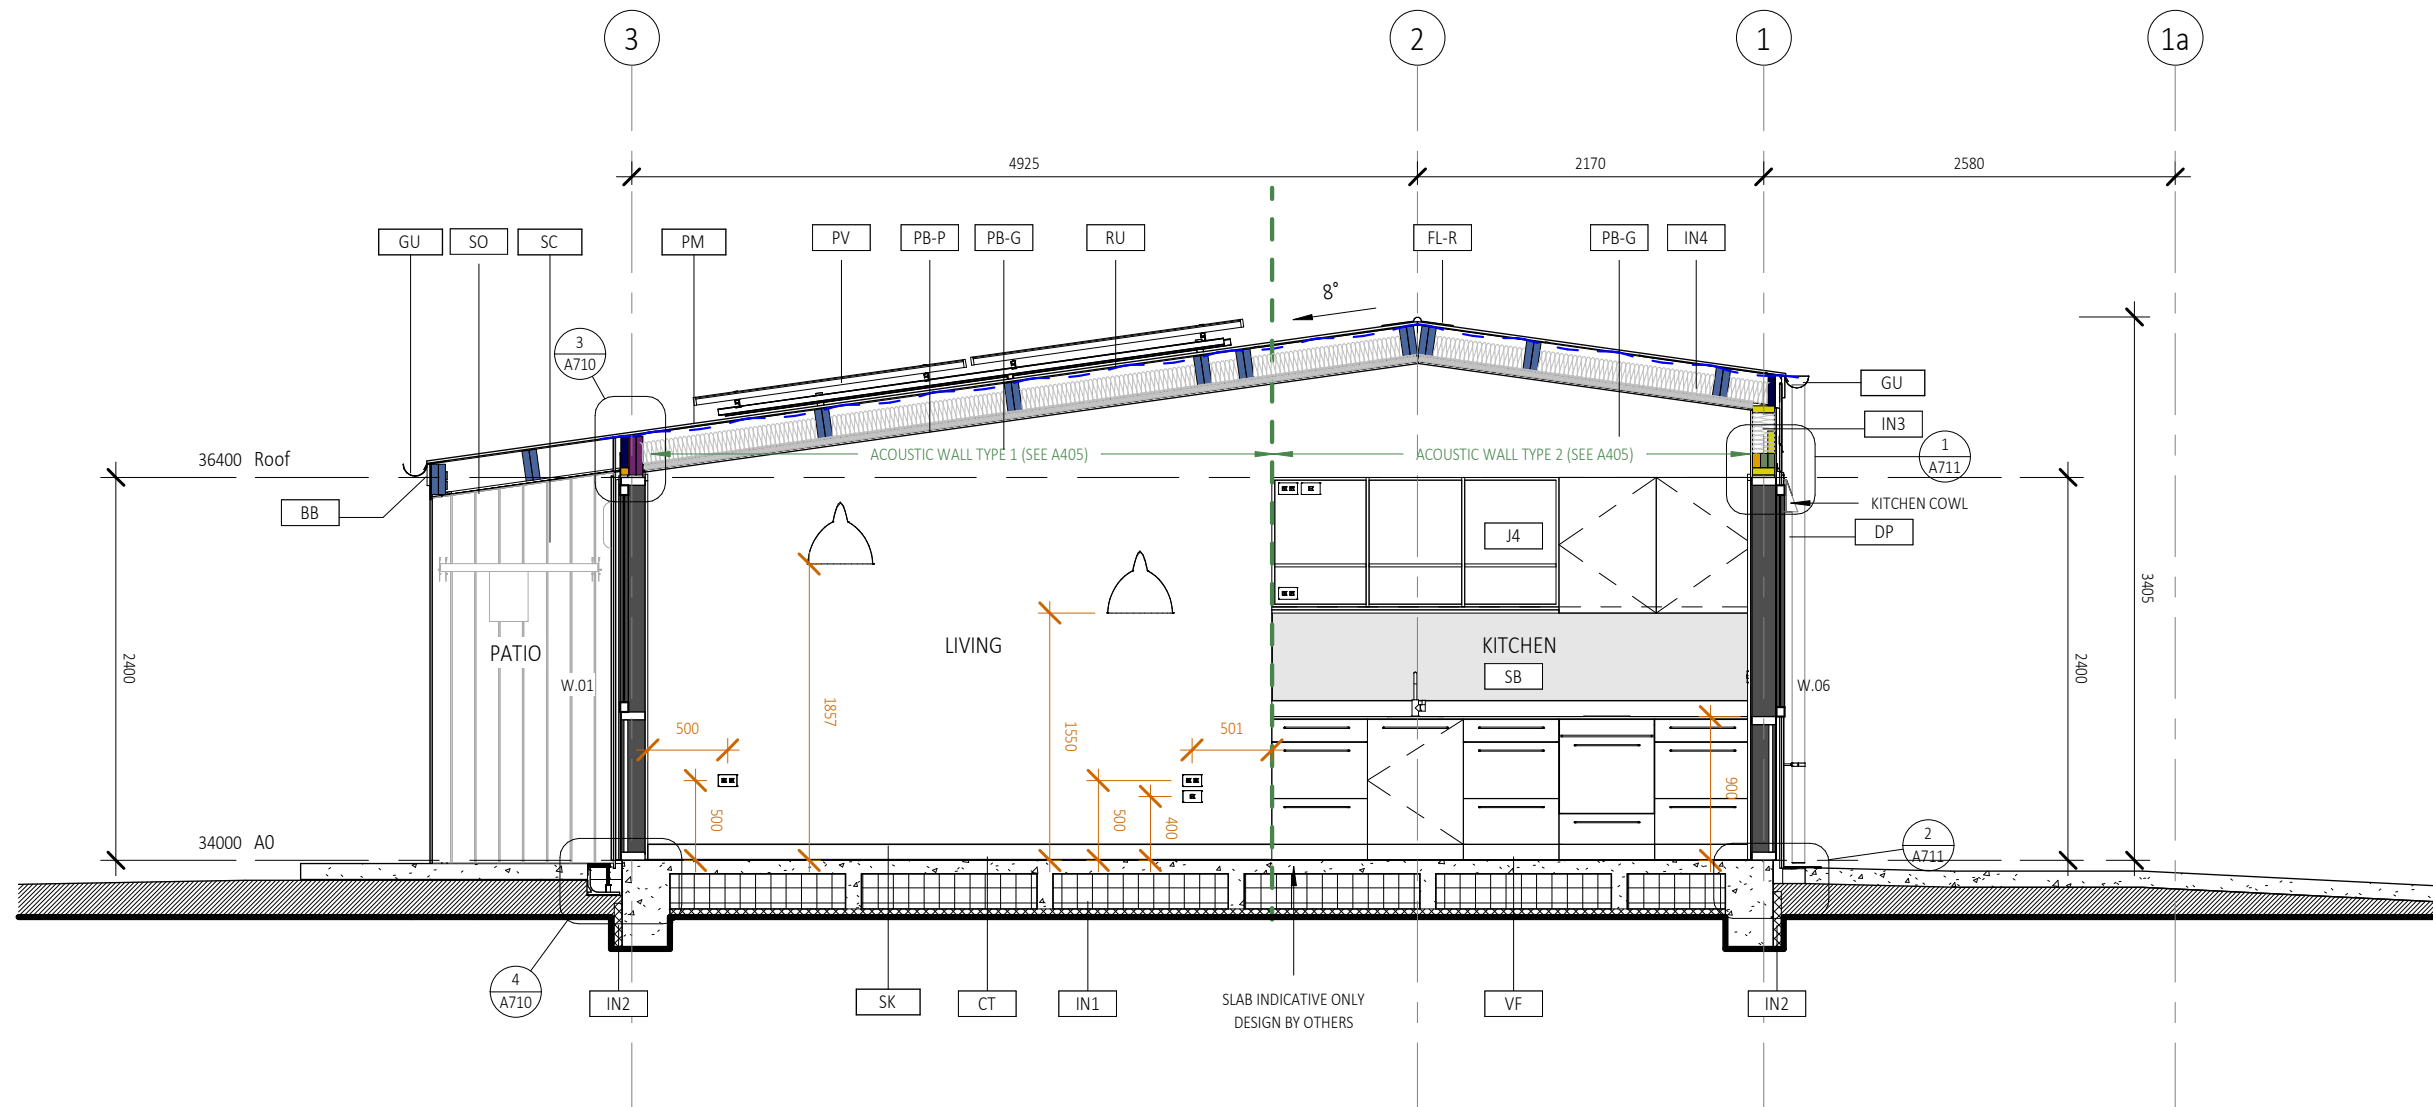 3
2
1
1a
4925
2170
2580
GU
SO
SC
PM
PV
PB-P
PB-G
RU
FL-R
PB-G
IN4
8°
3
A710
GU
IN3
1
A711
36400 Roof
ACOUSTIC WALL TYPE 1 (SEE A405)
ACOUSTIC WALL TYPE 2 (SEE A405)
BB
KITCHEN COWL
J4
DP
3405
PATIO
LIVING
KITCHEN
2400
2400
W.01
SB
W.06
1857
500
1550
501
500
500
400
900
34000 A0
2
A711
4
A710
IN2
SK
CT
IN1
SLAB INDICATIVE ONLY
DESIGN BY OTHERS
VF
IN2